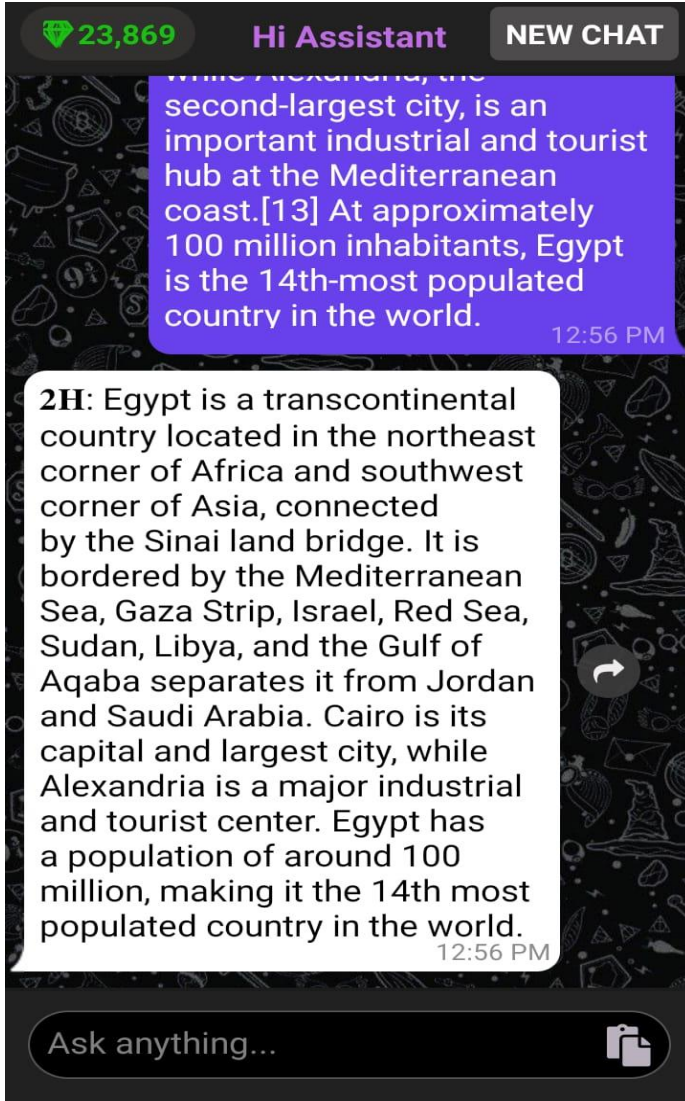 23,869
Hi Assistant
NEW CHAT
while Alexandria, the
second-largest city, is an
important industrial and tourist
hub at the Mediterranean
coast.[13] At approximately
100 million inhabitants, Egypt
is the 14th-most populated
country in the world.
12:56 PM
2H: Egypt is a transcontinental
country located in the northeast
corner of Africa and southwest
corner of Asia, connected
by the Sinai land bridge. It is
bordered by the Mediterranean
Sea, Gaza Strip, Israel, Red Sea,
Sudan, Libya, and the Gulf of
Aqaba separates it from Jordan
and Saudi Arabia. Cairo is its
capital and largest city, while
Alexandria is a major industrial
and tourist center. Egypt has
a population of around 100
million, making it the 14th most
populated country in the world.
12:56 PM
Ask anything...